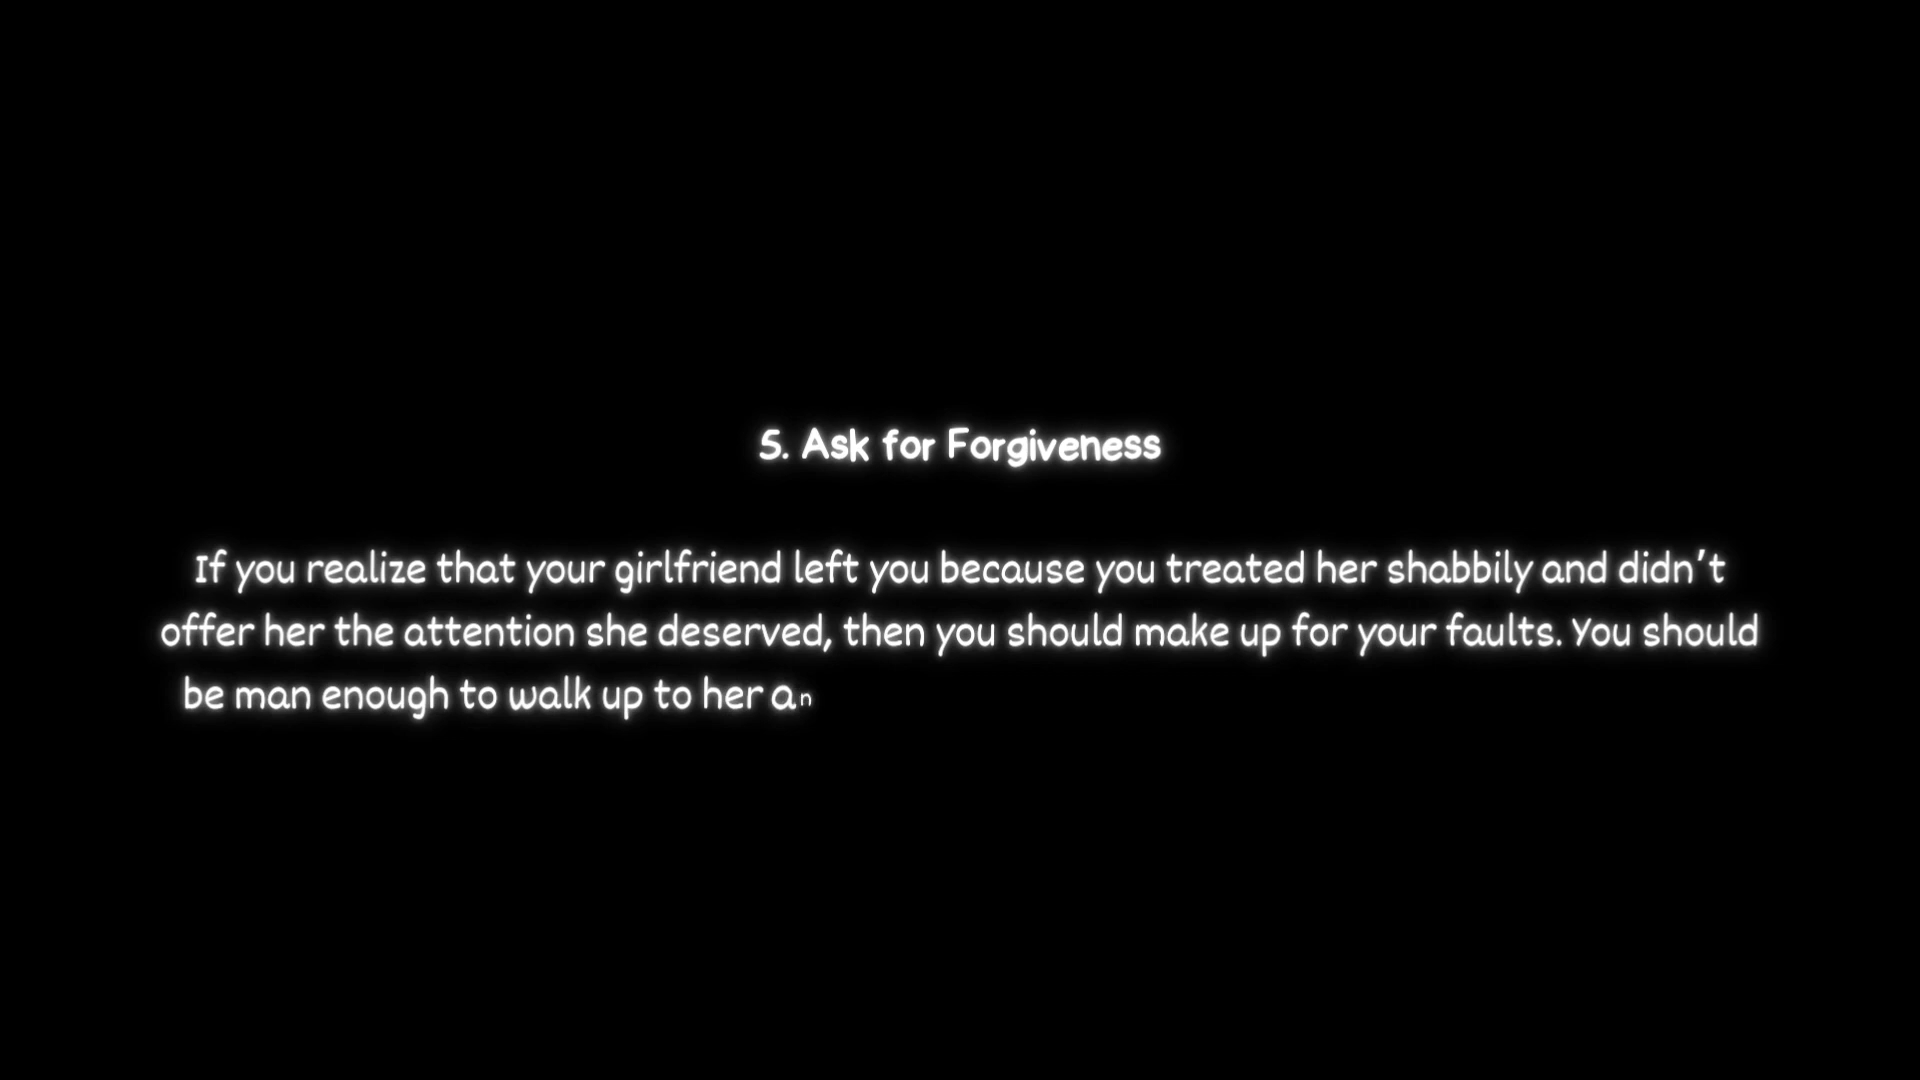 5. Ask for Forgiveness
If you realize that your girlfriend left you because you treated her shabbily and didn't
offer her the attention she deserved, then you should make up for your faults. You should
be man enough to walk up to her an